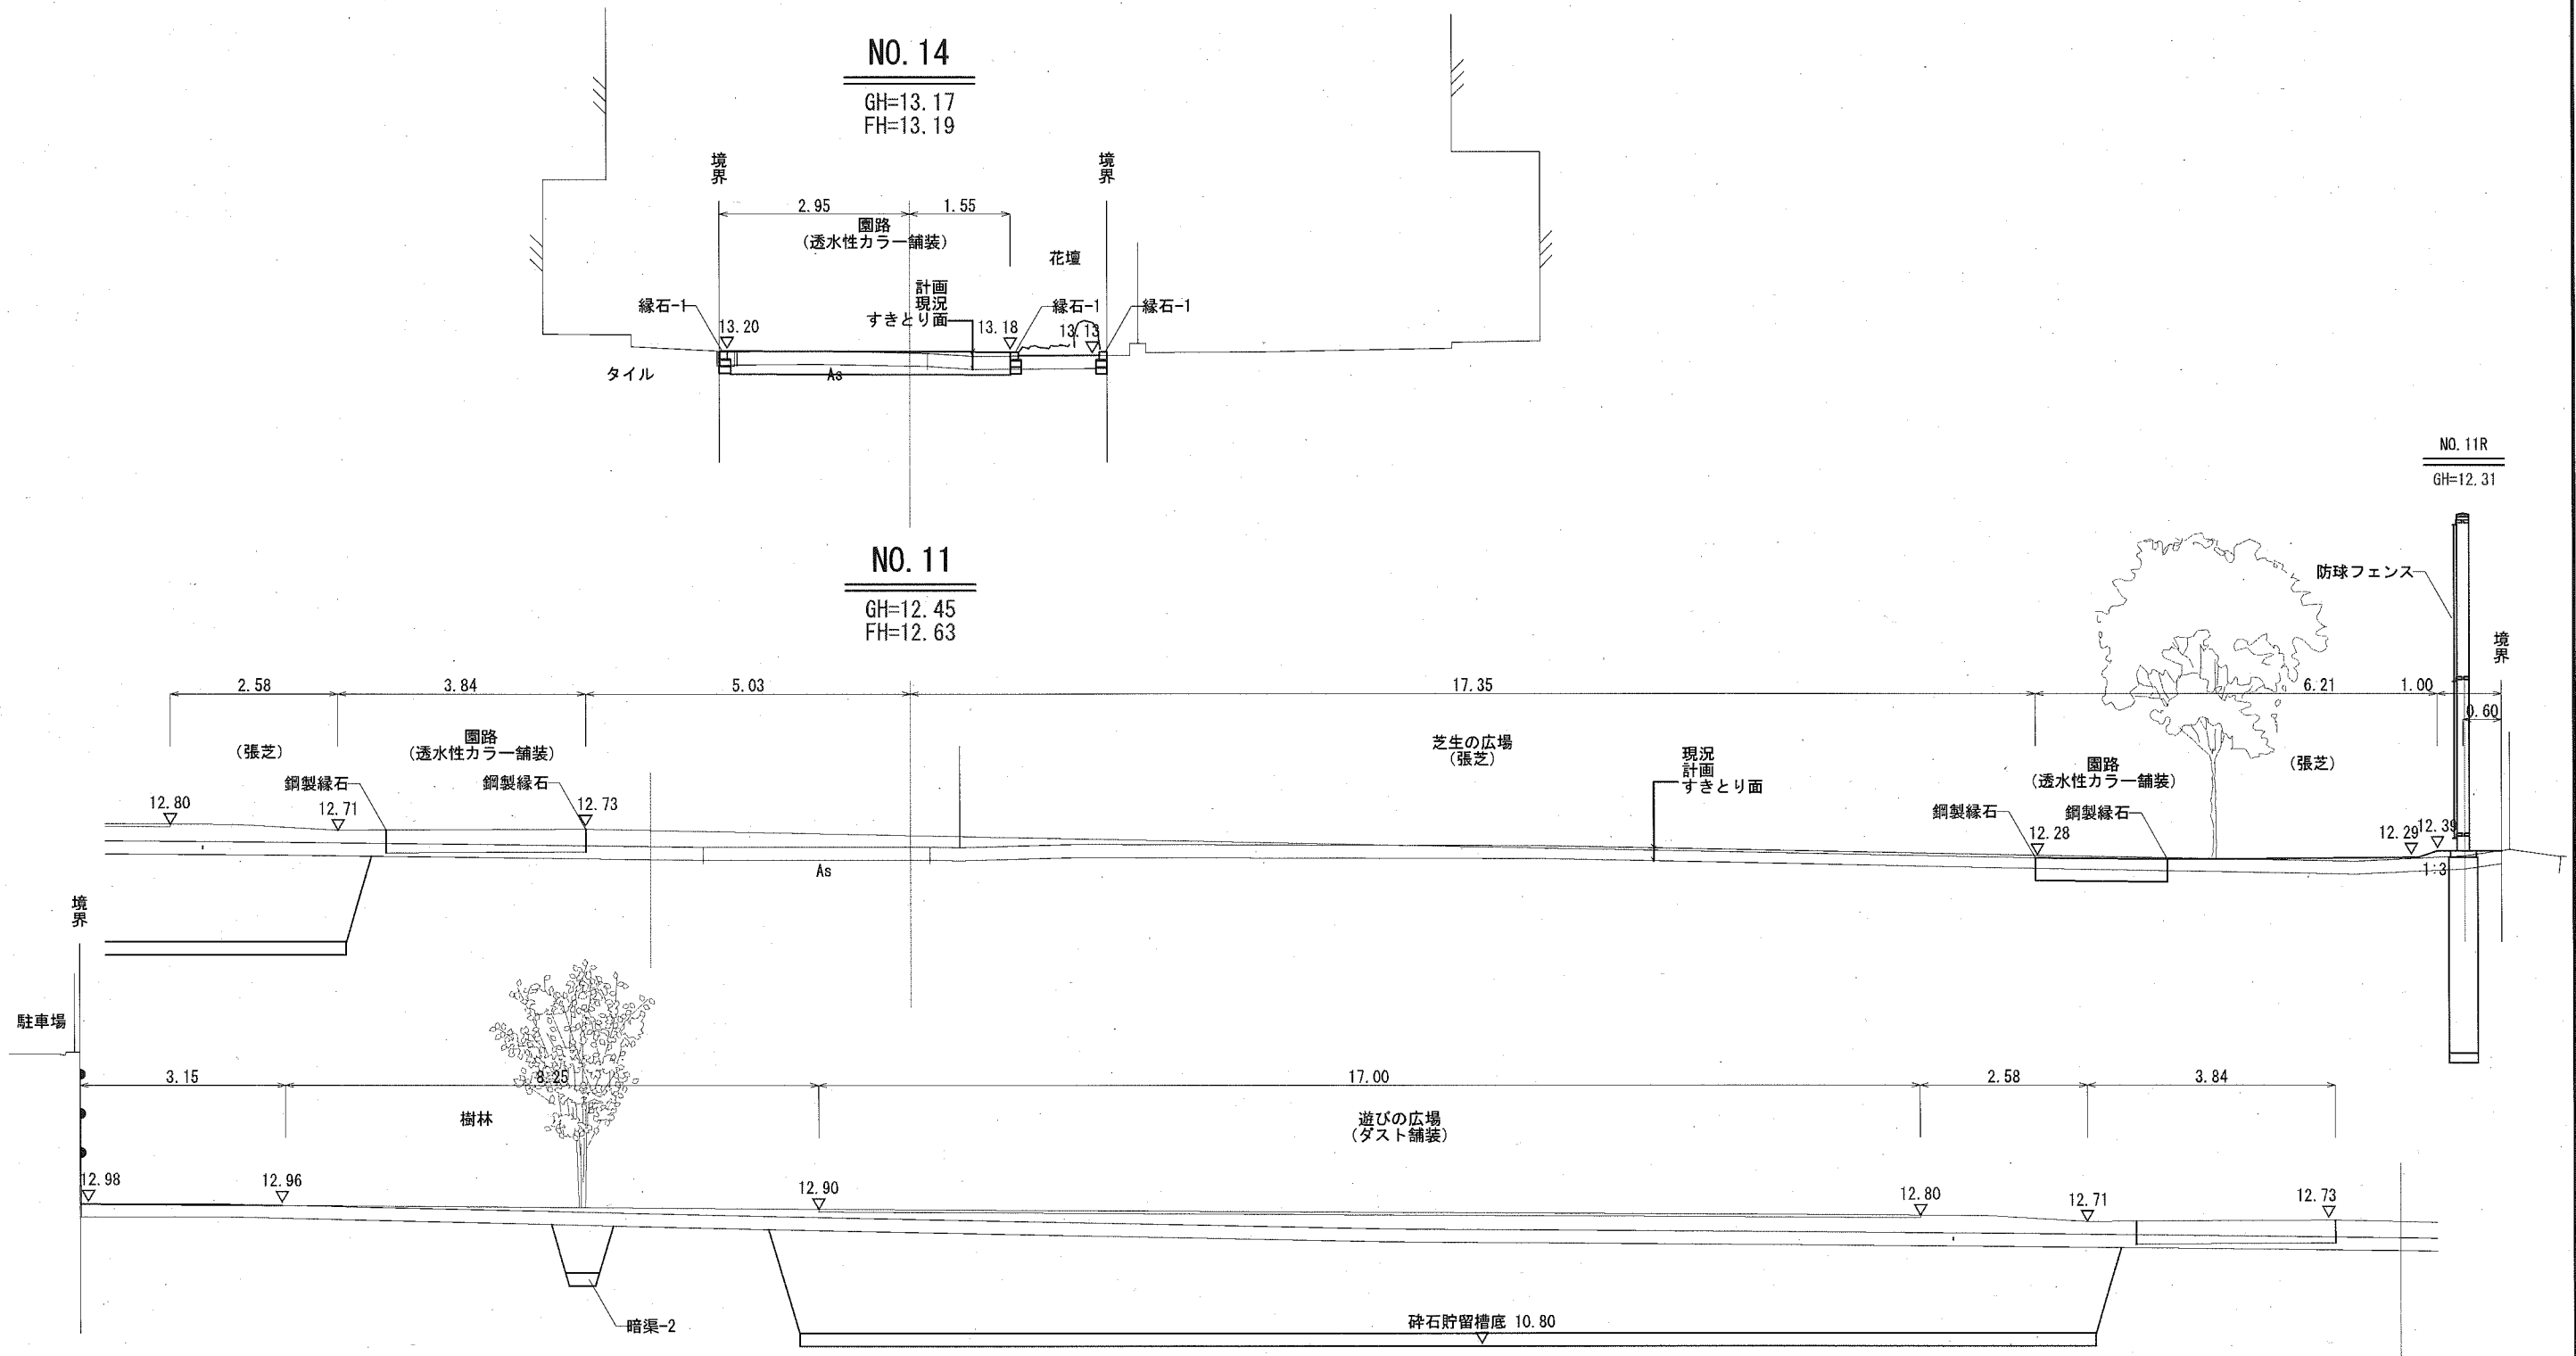 NO. 14
GH=13.17
FH=13.19
境界
境界
2.95
1.55
園路
(透水性カラー舗装)
花壇
計画
現況
すきとり面
縁石-1
縁石-1
縁石-1
13.20
13.18
13.13
タイル
As
NO. 11R
GH=12.31
NO. 11
GH=12.45
FH=12.63
防球フェンス
境界
2.58
3.84
5.03
17.35
6.21
1.00
0.60
(張芝)
園路
(透水性カラー舗装)
芝生の広場
(張芝)
現況
計画
すきとり面
園路
(透水性カラー舗装)
(張芝)
鋼製縁石
鋼製縁石
鋼製縁石
鋼製縁石
12.80
12.71
12.73
12.28
12.29
12.39
As
1:3
境界
駐車場
3.15
8.25
17.00
2.58
3.84
樹林
遊びの広場
(ダスト舗装)
12.98
12.96
12.90
12.80
12.71
12.73
暗渠-2
砕石貯留槽底 10.80